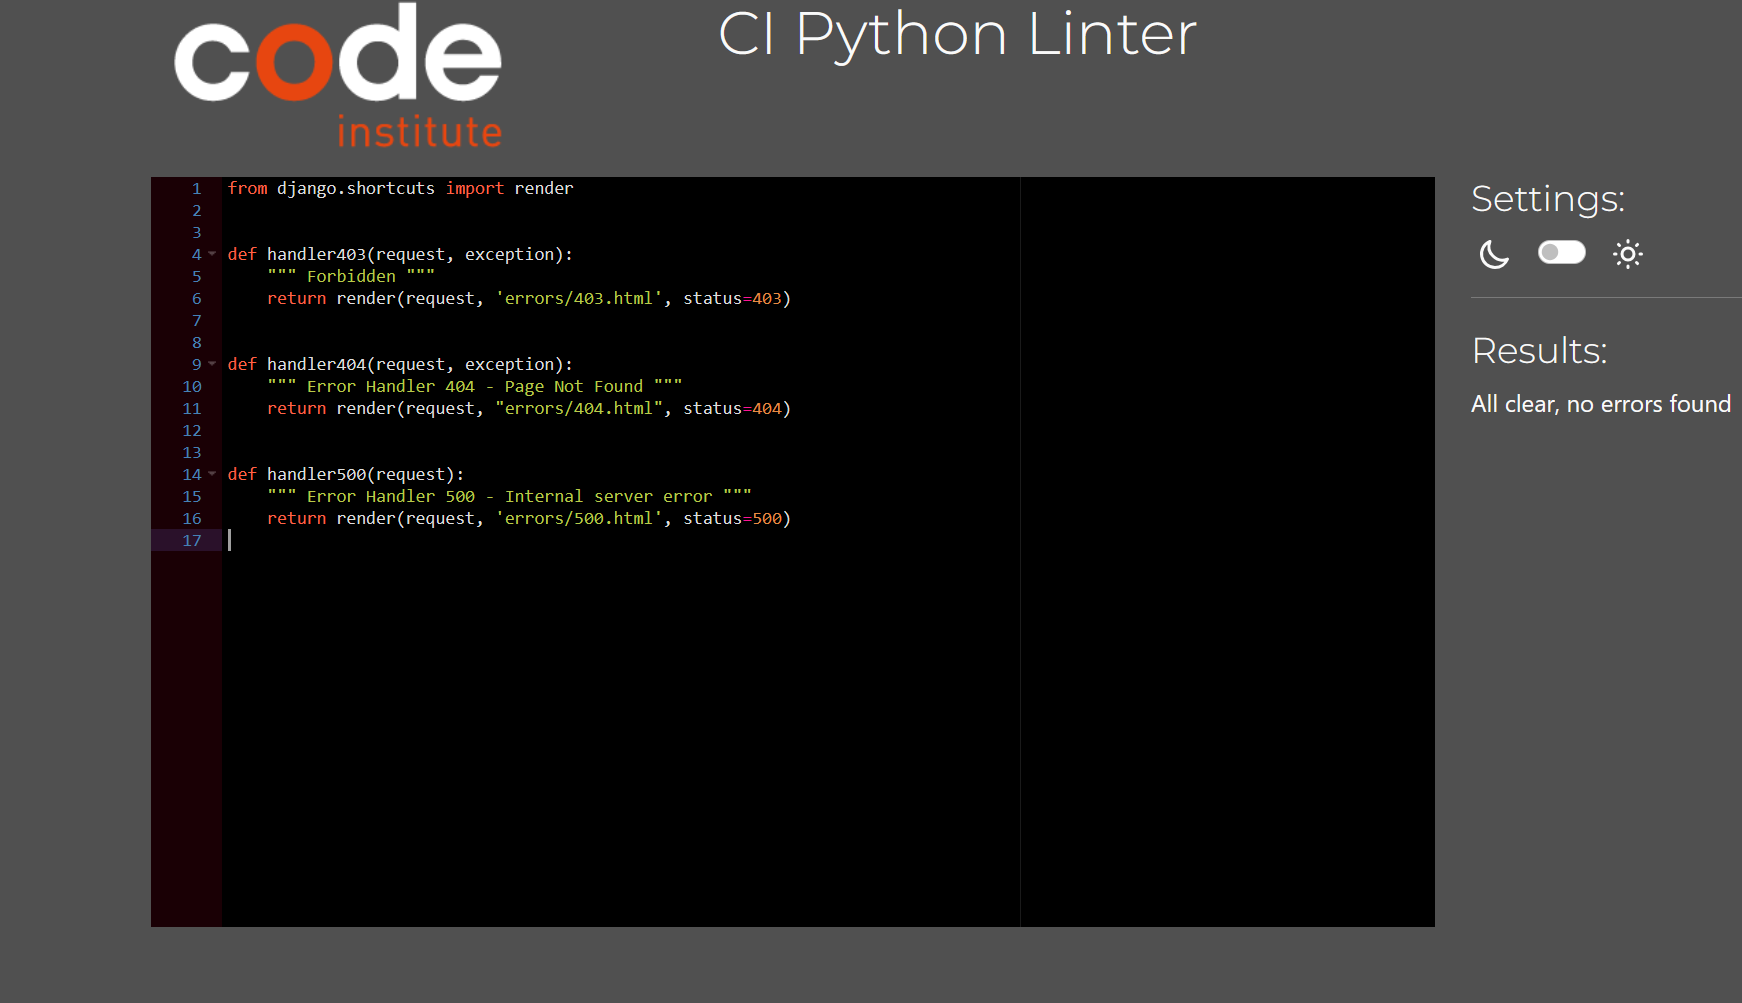 code
institute
CI Python Linter
1 from django.shortcuts import render
2
3
4 def handler403(request, exception):
5     """ Forbidden """
6     return render(request, 'errors/403.html', status=403)
7
8
9 def handler404(request, exception):
10     """ Error Handler 404 - Page Not Found """
11     return render(request, "errors/404.html", status=404)
12
13
14 def handler500(request):
15     """ Error Handler 500 - Internal server error """
16     return render(request, 'errors/500.html', status=500)
17
Settings:
Results:
All clear, no errors found